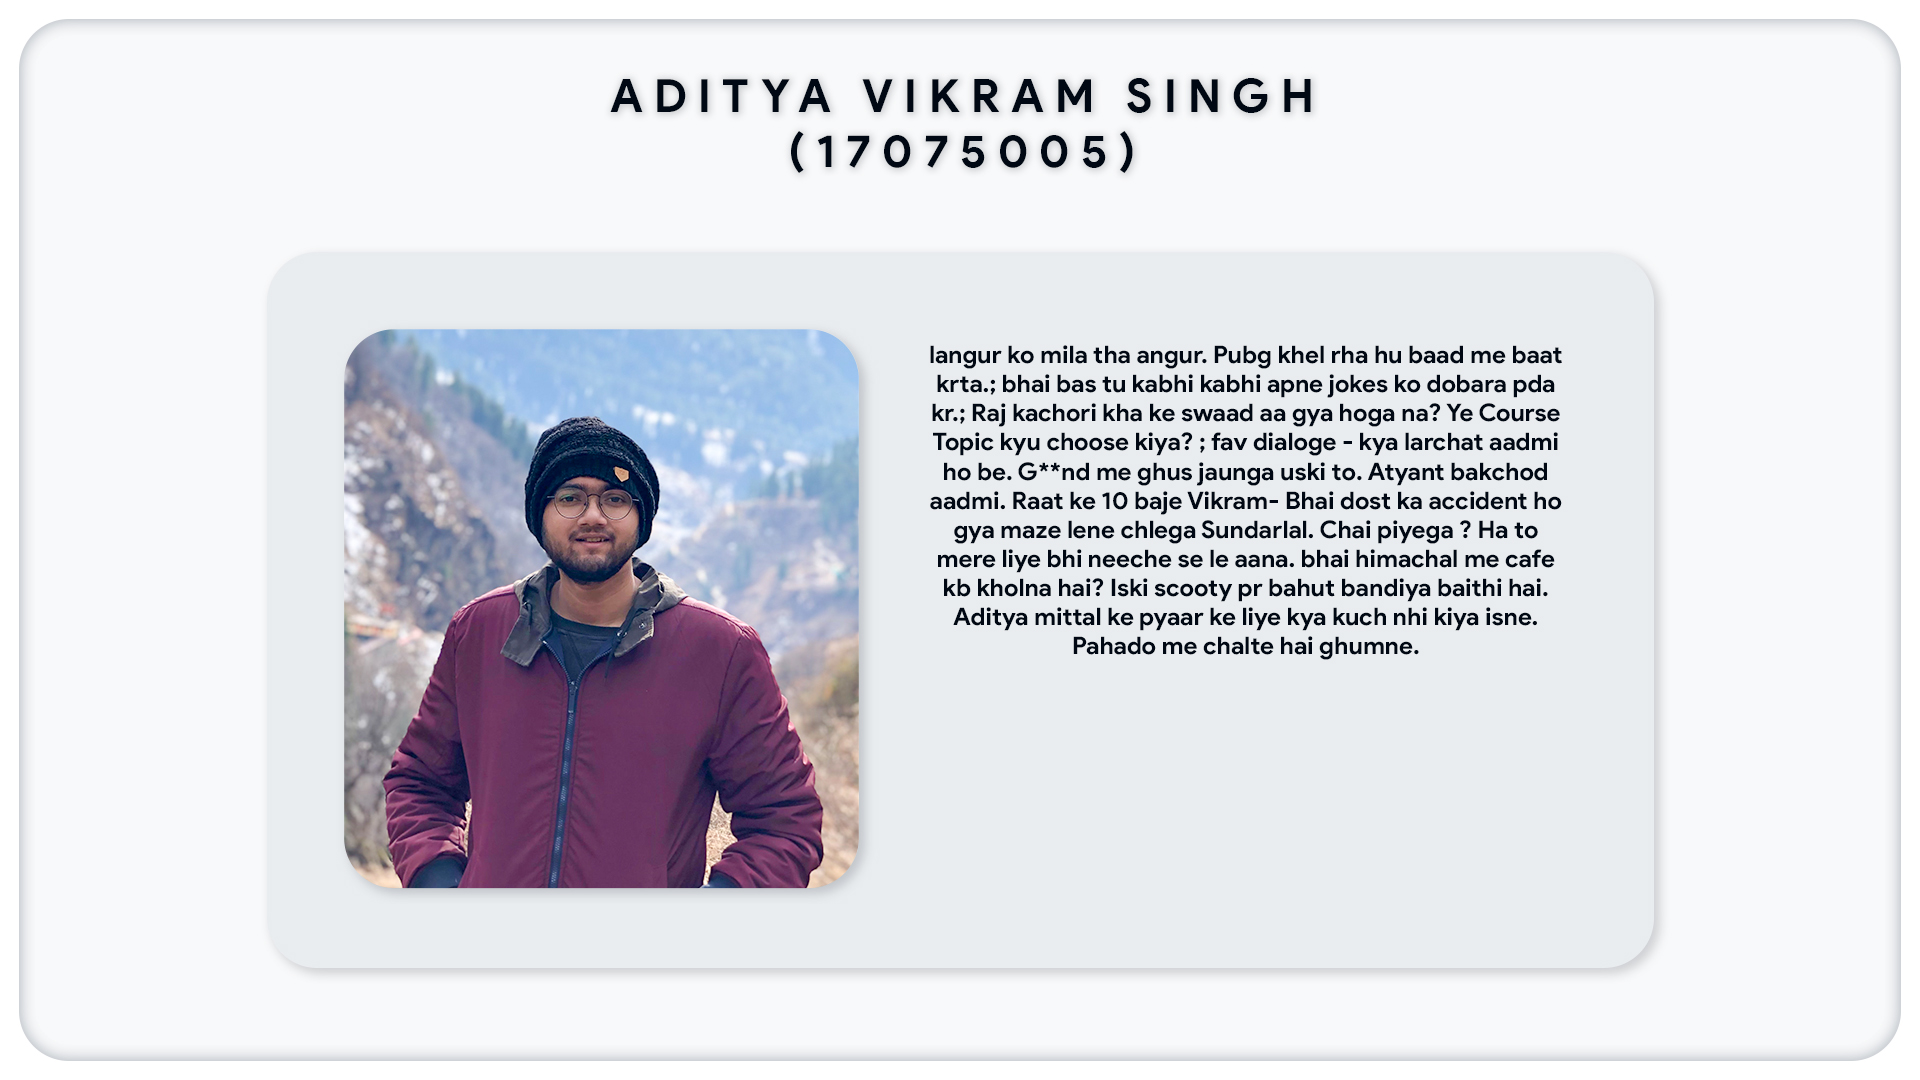 ADITYA VIKRAM SINGH
(17075005)
langur ko mila tha angur. Pubg khel rha hu baad me baat
krta.; bhai bas tu kabhi kabhi apne jokes ko dobara pda
kr.; Raj kachori kha ke swaad aa gya hoga na? Ye Course
Topic kyu choose kiya? ; fav dialoge - kya larchat aadmi
ho be. G**nd me ghus jaunga uski to. Atyant bakchod
aadmi. Raat ke 10 baje Vikram- Bhai dost ka accident ho
gya maze lene chlega Sundarlal. Chai piyega ? Ha to
mere liye bhi neeche se le aana. bhai himachal me cafe
kb kholna hai? Iski scooty pr bahut bandiya baithi hai.
Aditya mittal ke pyaar ke liye kya kuch nhi kiya isne.
Pahado me chalte hai ghumne.